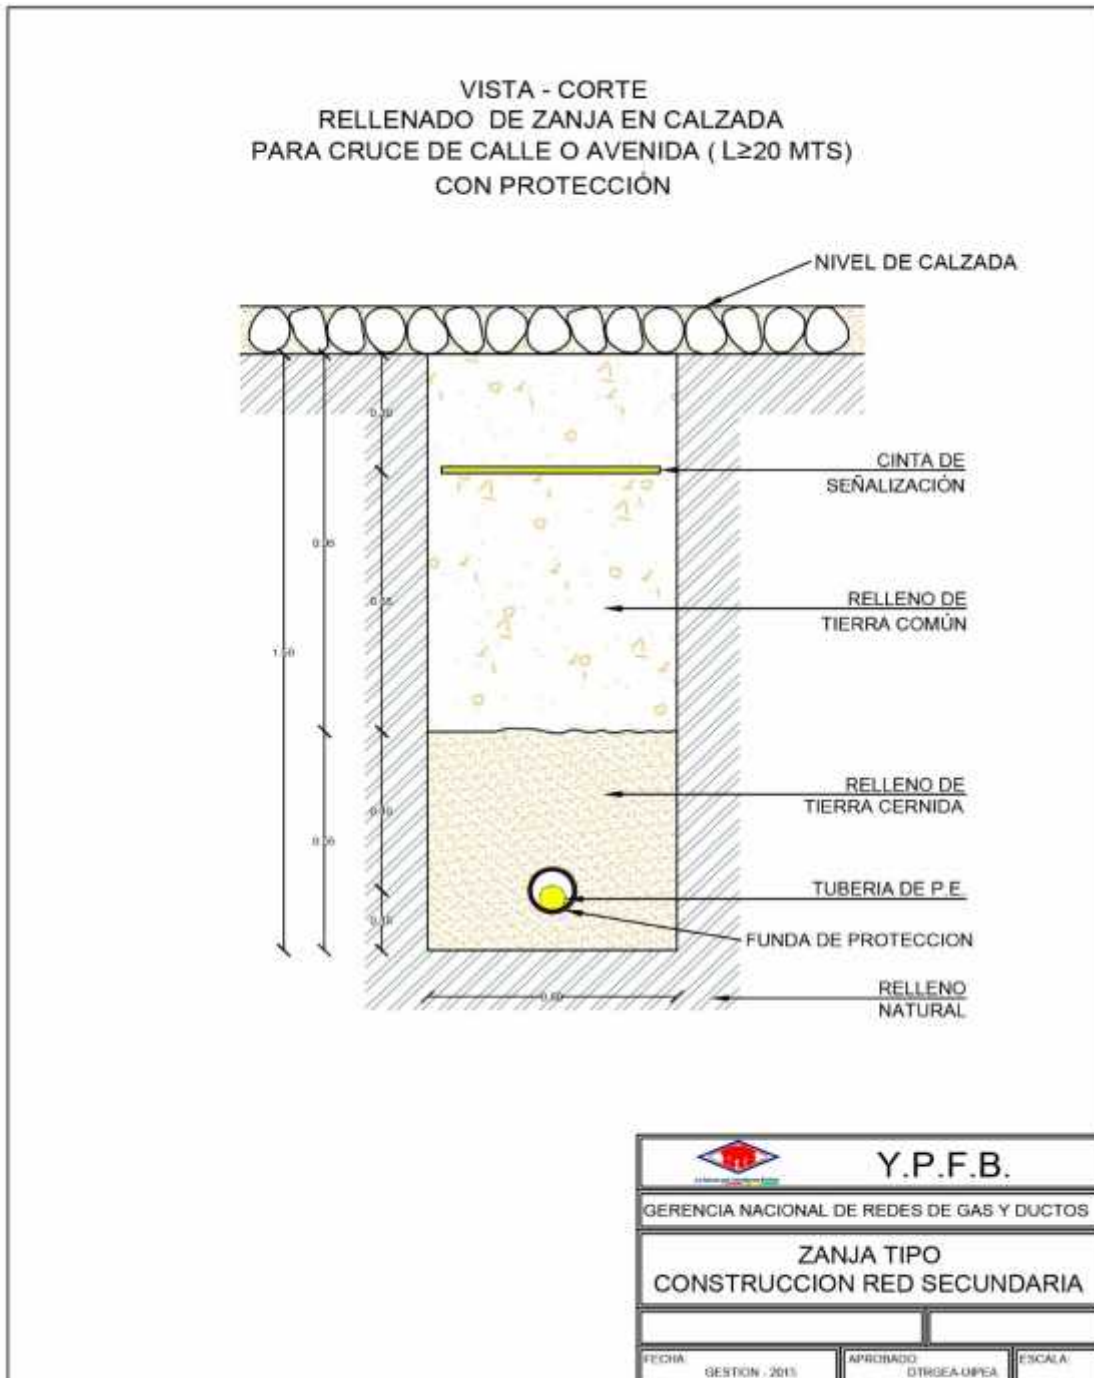 VISTA - CORTE
RELLENADO DE ZANJA EN CALZADA
PARA CRUCE DE CALLE O AVENIDA ( L≥20 MTS)
CON PROTECCIÓN
NIVEL DE CALZADA
CINTA DE
SEÑALIZACIÓN
RELLENO DE
TIERRA COMÚN
RELLENO DE
TIERRA CERNIDA
TUBERIA DE P.E.
FUNDA DE PROTECCION
RELLENO
NATURAL
0.60
Y.P.F.B.
GERENCIA NACIONAL DE REDES DE GAS Y DUCTOS
ZANJA TIPO
CONSTRUCCION RED SECUNDARIA
FECHA:
GESTION - 2015
APROBADO:
ESCALA: